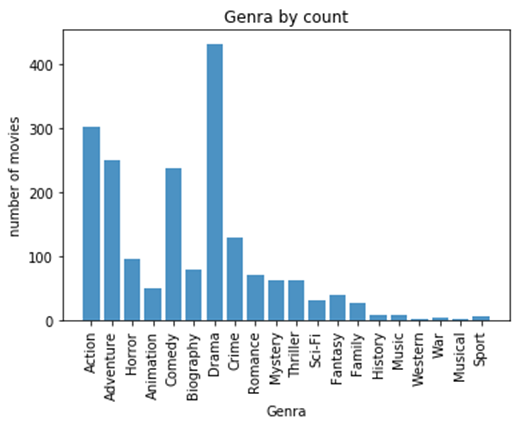 Genra by count
number of movies
400
300
200
100
0
Action
Adventure
Horror
Animation
Comedy
Biography
Drama
Crime
Romance
Mystery
Thriller
Sci-Fi
Fantasy
Family
History
Music
Western
War
Musical
Sport
Genra